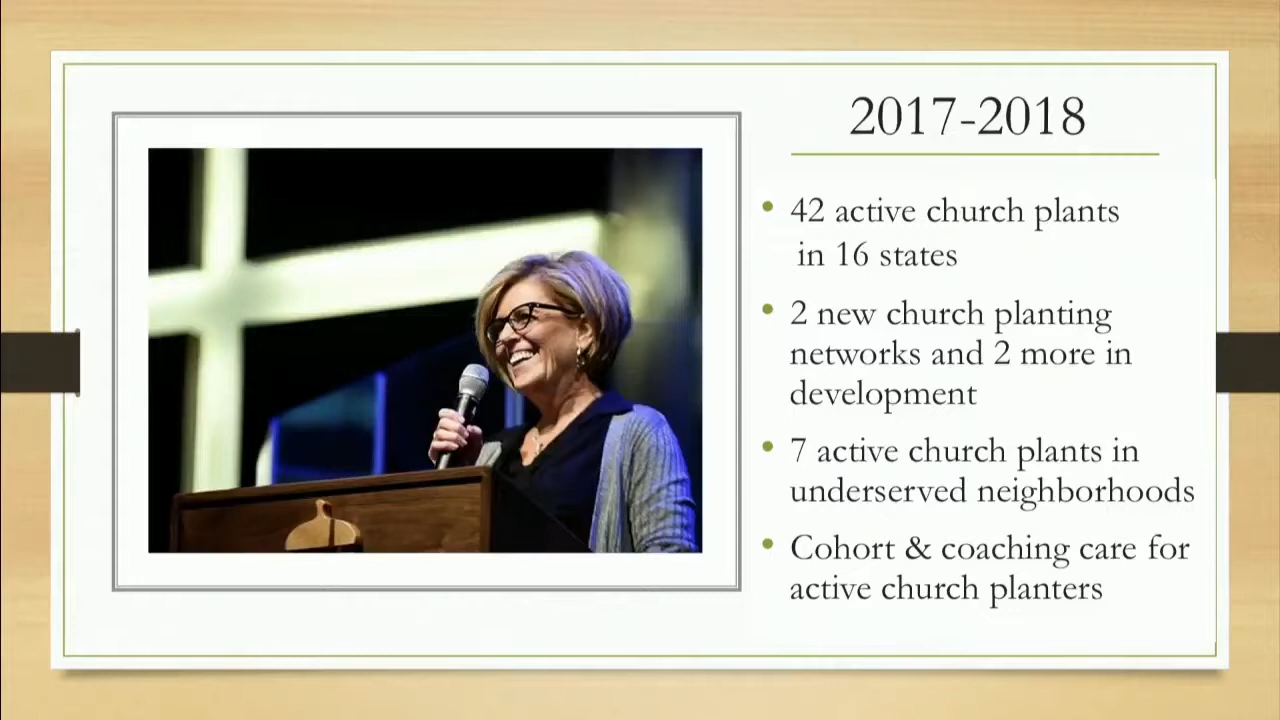 2017-2018
• 42 active church plants
in 16 states
• 2 new church planting
networks and 2 more in
development
• 7 active church plants in
underserved neighborhoods
• Cohort & coaching care for
active church planters